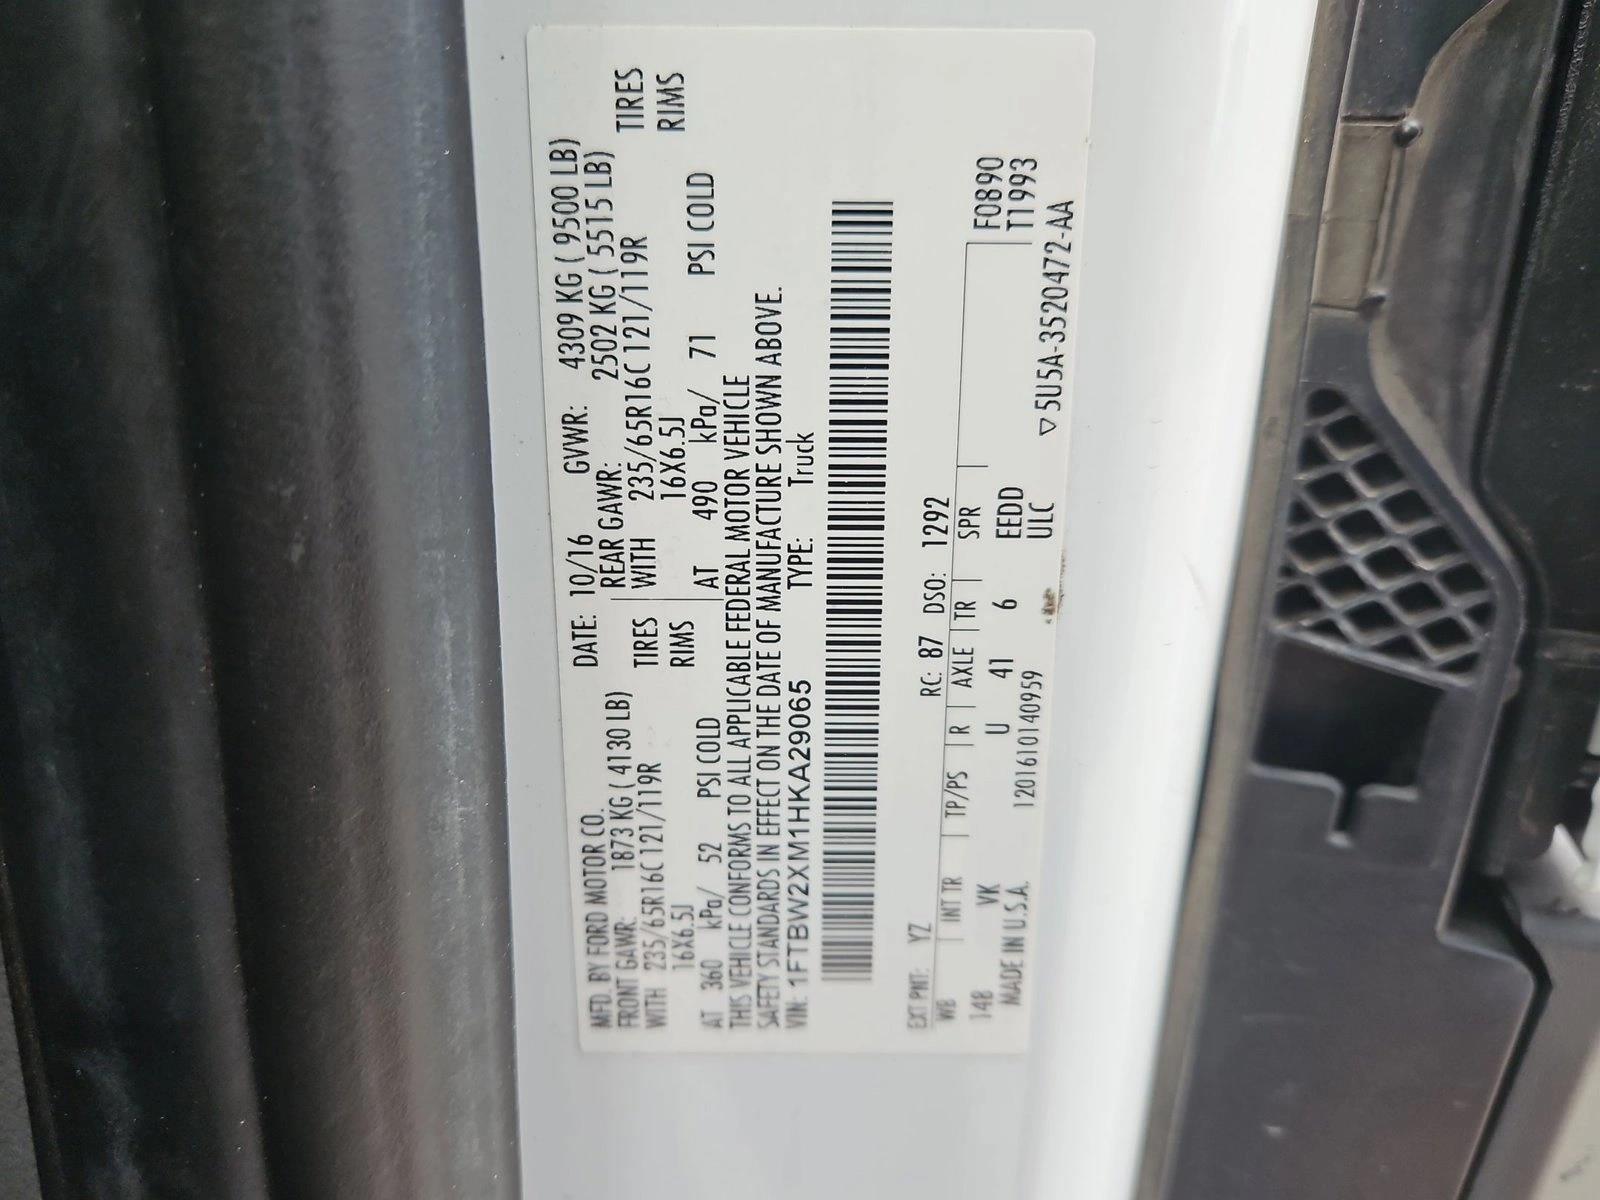 MFD. BY FORD MOTOR CO.
DATE: 10/16 GVWR: 4309 KG ( 9500 LB)
FRONT GAWR: 1873 KG ( 4130 LB)
REAR GAWR: 2502 KG ( 5515 LB)
WITH 235/65R16C 121/119R TIRES
WITH 235/65R16C 121/119R TIRES
16X6.5J RIMS
16X6.5J RIMS
AT 360 kPa/ 52 PSI COLD
AT 490 kPa/ 71 PSI COLD
THIS VEHICLE CONFORMS TO ALL APPLICABLE FEDERAL MOTOR VEHICLE
SAFETY STANDARDS IN EFFECT ON THE DATE OF MANUFACTURE SHOWN ABOVE.
VIN: 1FTBW2XM1HKA29065 TYPE: Truck
EXT PNT: YZ RC: 87 DSO: 1292
WB INT TR TP/PS R AXLE TR SPR F0890
148 VK U 41 6 EEDD T1993
MADE IN U.S.A. 120161014095​9 ULC
▽ 5U5A-3520472-AA